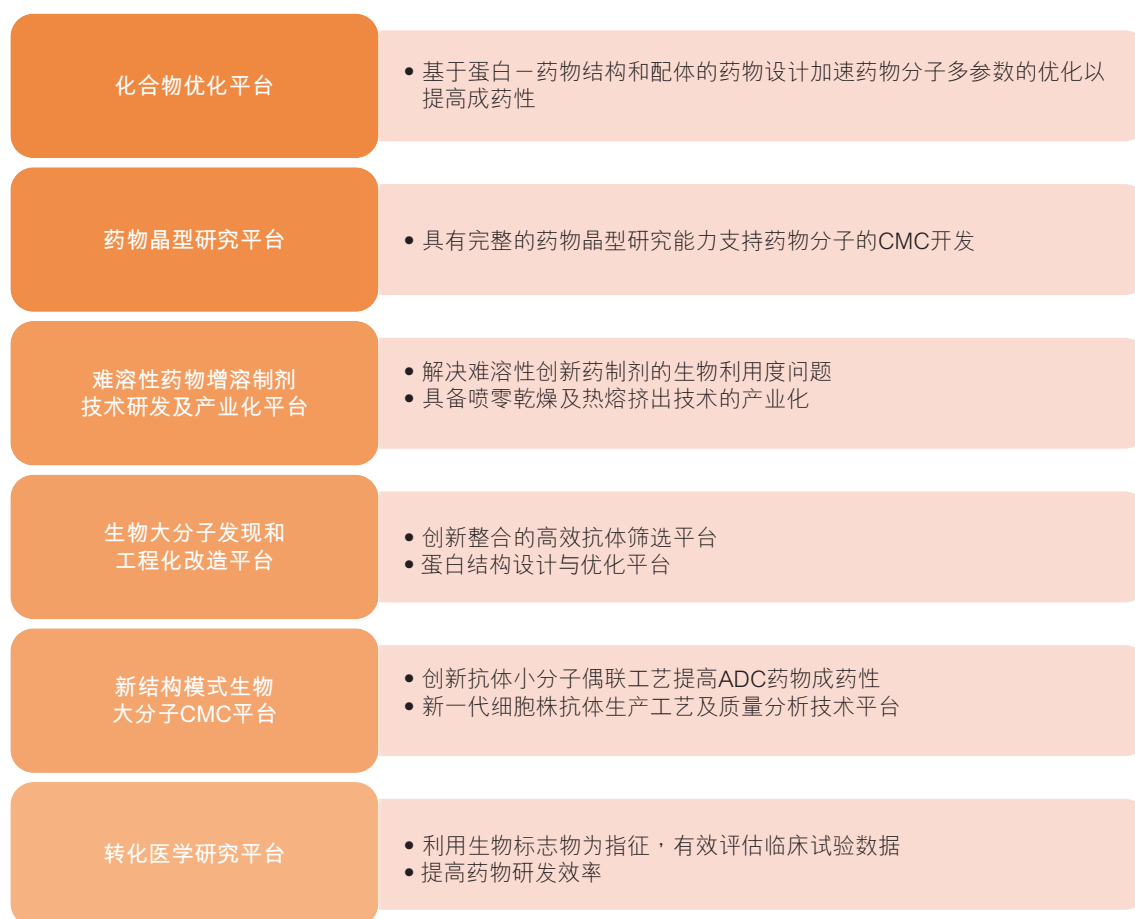 化合物优化平台
• 基于蛋白－药物结构和配体的药物设计加速药物分子多参数的优化以
提高成药性
药物晶型研究平台
• 具有完整的药物晶型研究能力支持药物分子的CMC开发
难溶性药物增溶制剂
技术研发及产业化平台
• 解决难溶性创新药制剂的生物利用度问题
• 具备喷零乾燥及热熔挤出技术的产业化
生物大分子发现和
工程化改造平台
• 创新整合的高效抗体筛选平台
• 蛋白结构设计与优化平台
新结构模式生物
大分子CMC平台
• 创新抗体小分子偶联工艺提高ADC药物成药性
• 新一代细胞株抗体生产工艺及质量分析技术平台
转化医学研究平台
• 利用生物标志物为指征，有效评估临床试验数据
• 提高药物研发效率